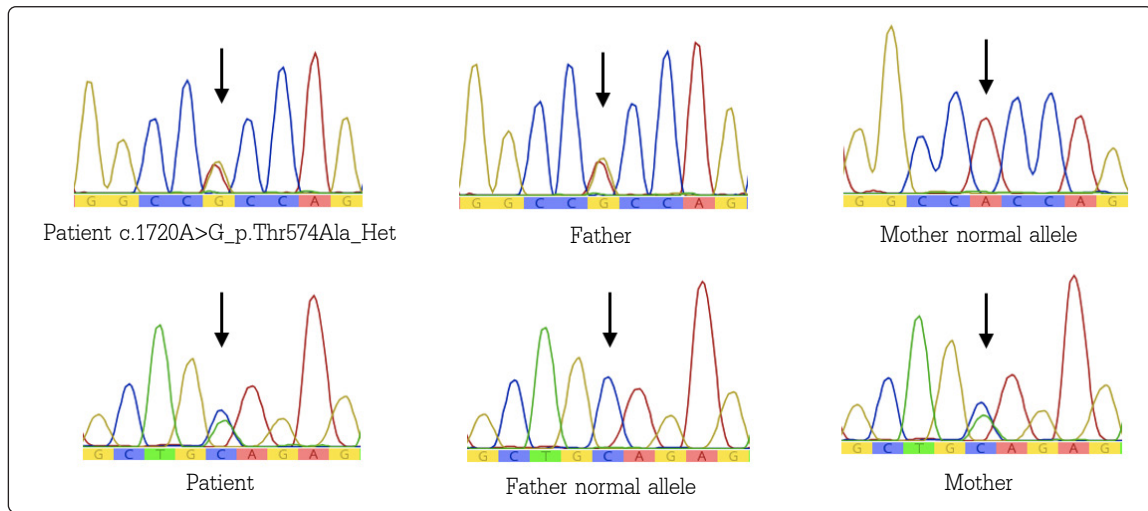 G G C C G C C A G
G G C C G C C A G
G G C C A C C A G
Patient c.1720A>G_p.Thr574Ala_Het
Father
Mother normal allele
G C T G C A G A G
G C T G C A G A G
G C T G C A G A G
Patient
Father normal allele
Mother